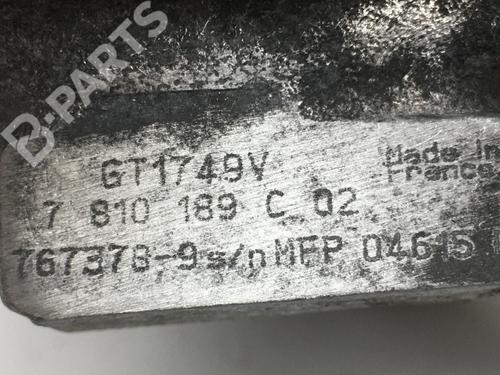 B-PARTS
GT1749V
Made in
France
7 810 189 C 02
767378-9 s/n MFP 04615